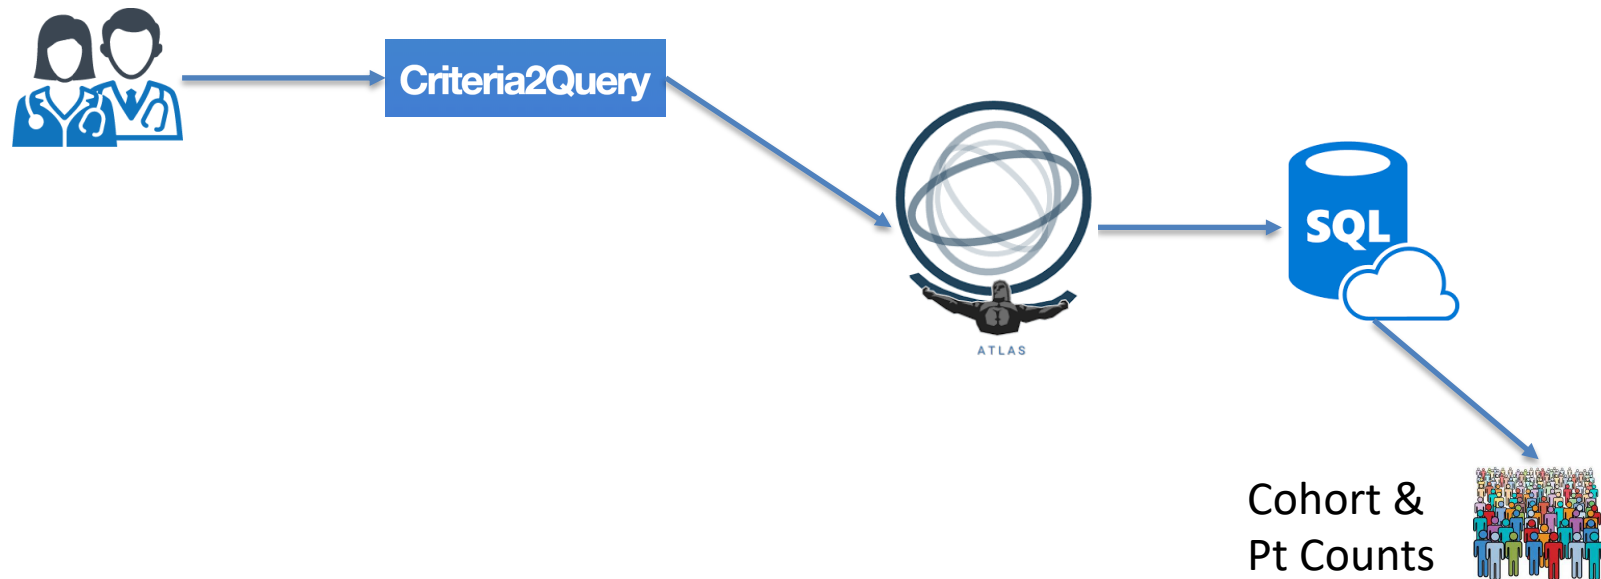 Criteria2Query
SQL
ATLAS
Cohort &
Pt Counts